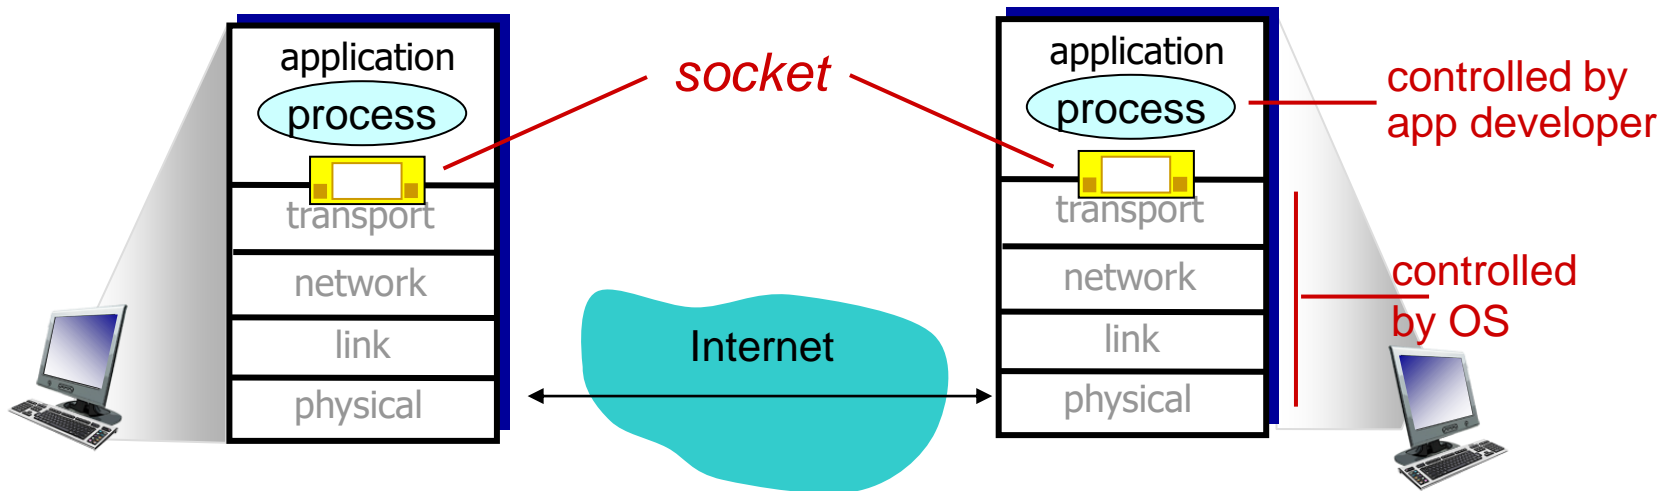 application
process
transport
network
link
physical
socket
Internet
application
process
transport
network
link
physical
controlled by
app developer
controlled
by OS